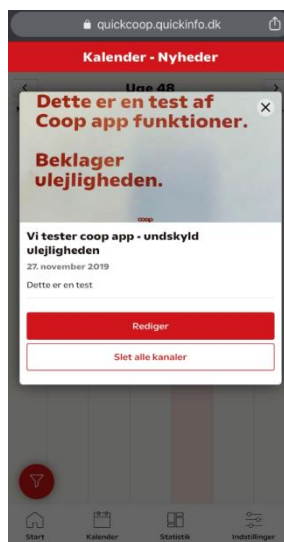 quickcoop.quickinfo.dk
Kalender - Nyheder
Uge 48
Dette er en test af
Coop app funktioner.
Beklager
ulejligheden.
coop
Vi tester coop app - undskyld
ulejligheden
27. november 2019
Dette er en test
Rediger
Slet alle kanaler
Start
Kalender
Statistik
Indstillinger